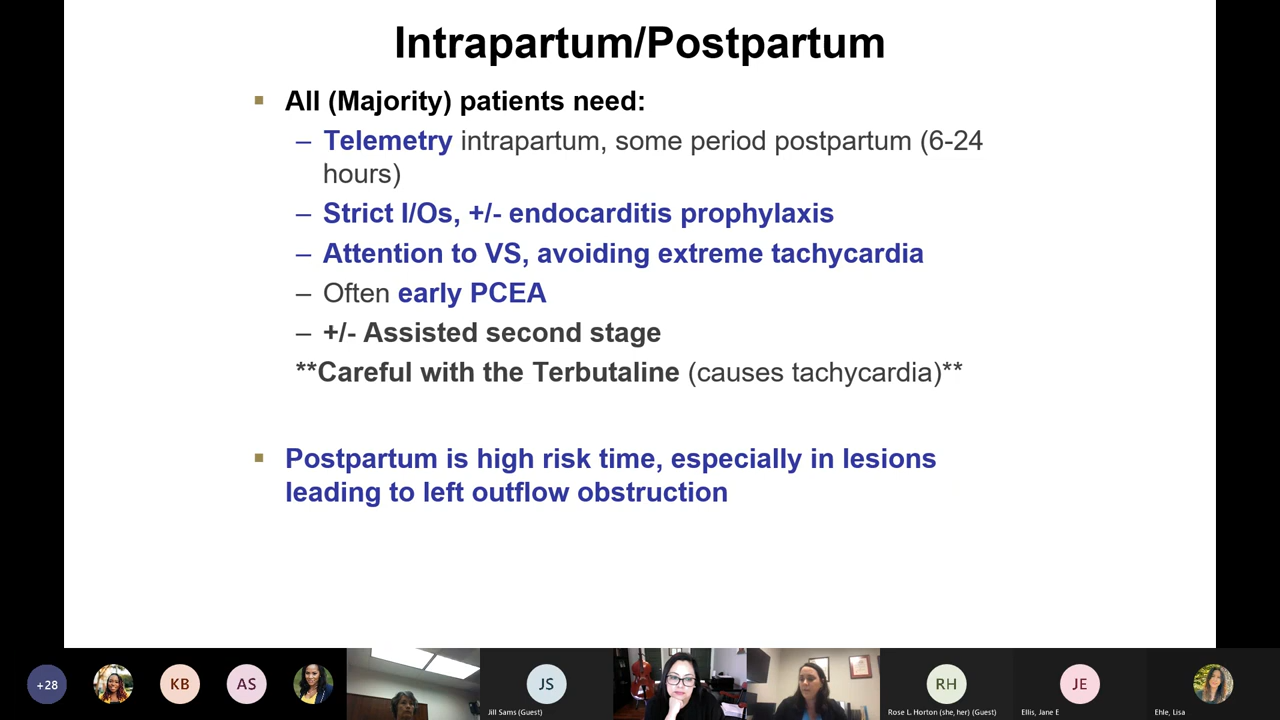 Intrapartum/Postpartum
▪ All (Majority) patients need:
– Telemetry intrapartum, some period postpartum (6-24
hours)
– Strict I/Os, +/- endocarditis prophylaxis
– Attention to VS, avoiding extreme tachycardia
– Often early PCEA
– +/- Assisted second stage
**Careful with the Terbutaline (causes tachycardia)**
▪ Postpartum is high risk time, especially in lesions
leading to left outflow obstruction
+28
KB
AS
JS
Jill Sams (Guest)
RH
Rose L. Horton (she, her) (Guest)
JE
Ellis, Jane E
Ehle, Lisa